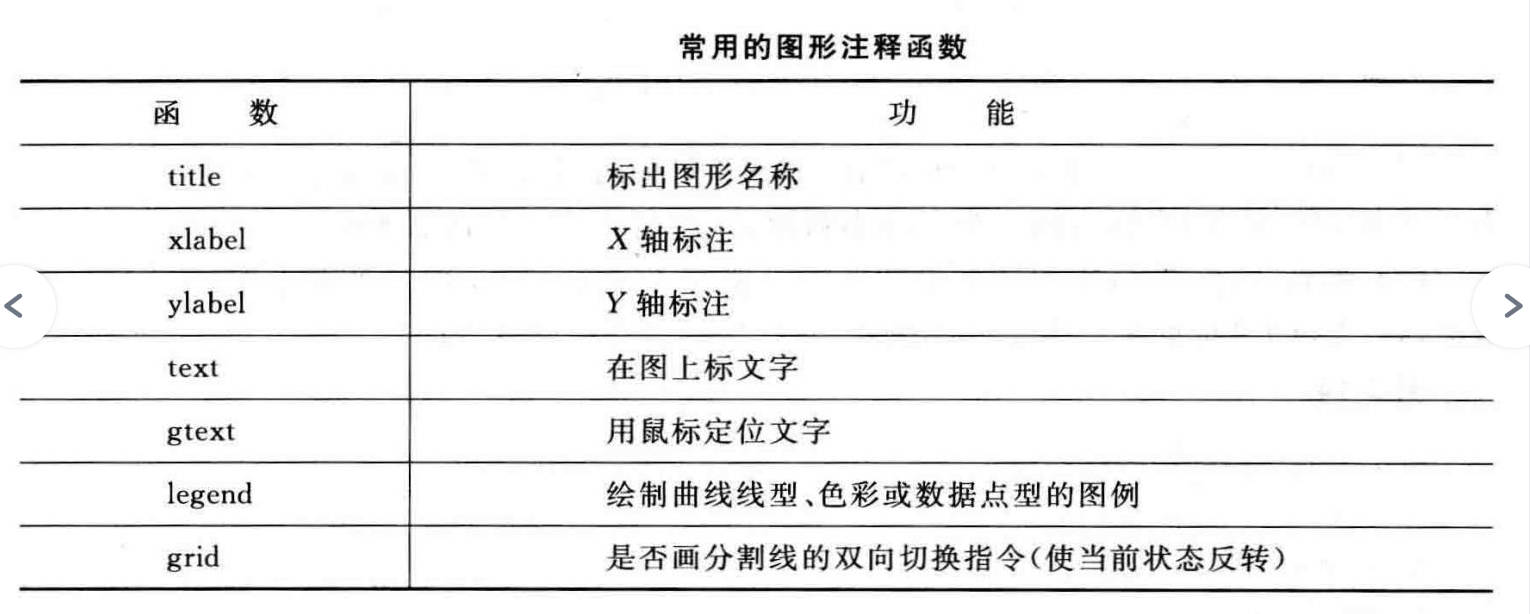 常用的图形注释函数
函 数 功 能
title 标出图形名称
xlabel X 轴标注
ylabel Y 轴标注
text 在图上标文字
gtext 用鼠标定位文字
legend 绘制曲线线型、色彩或数据点型的图例
grid 是否画分割线的双向切换指令(使当前状态反转)